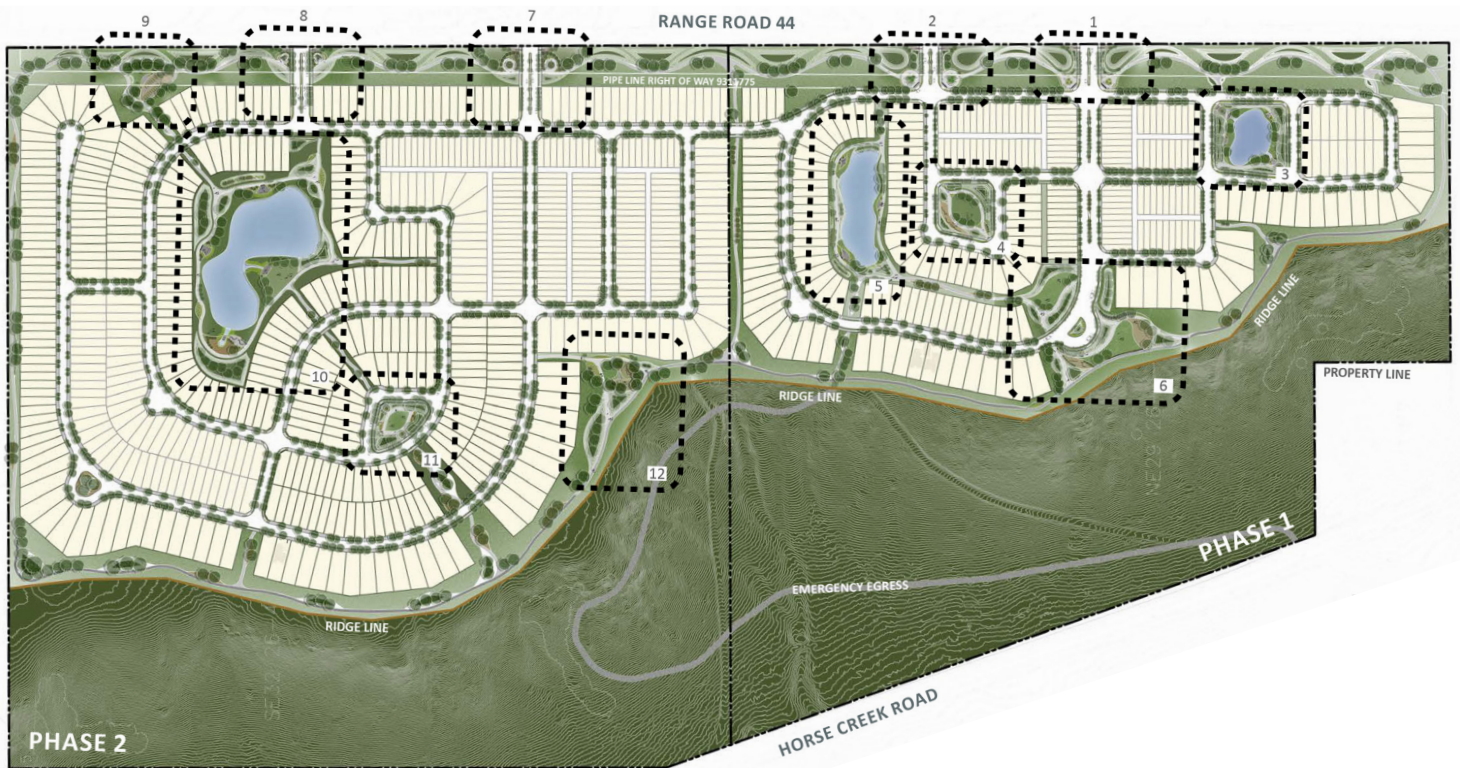 9
8
7
RANGE ROAD 44
2
1
PIPE LINE RIGHT OF WAY
3
4
5
RIDGE LINE
6
PROPERTY LINE
10
RIDGE LINE
11
12
PHASE 1
EMERGENCY EGRESS
RIDGE LINE
HORSE CREEK ROAD
PHASE 2